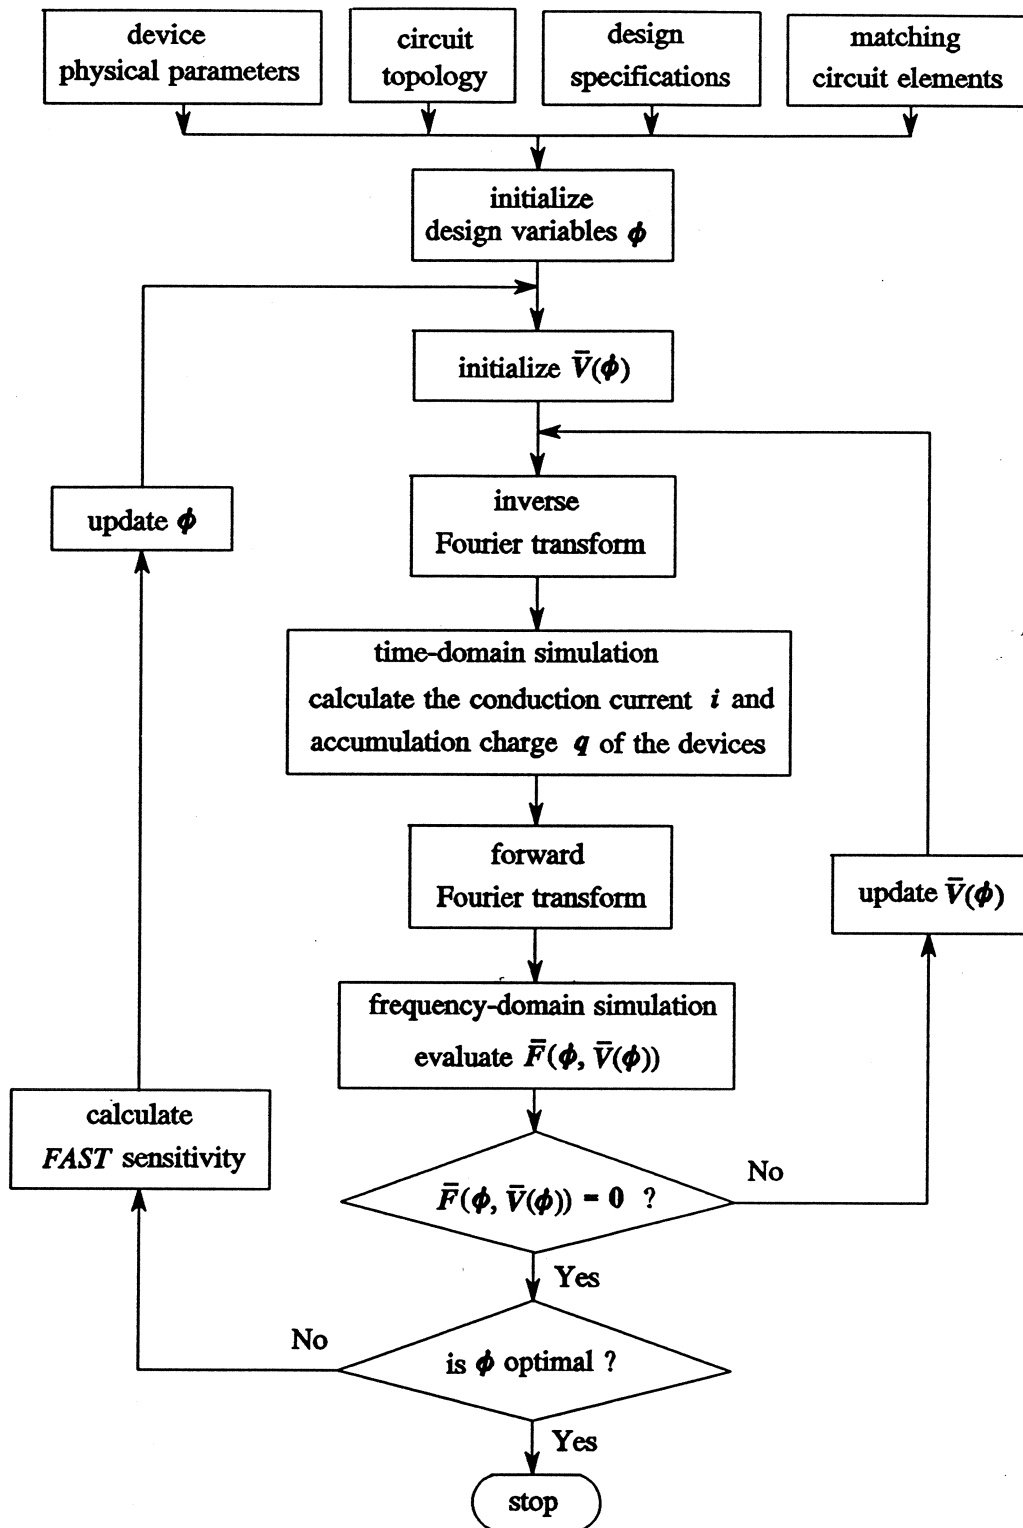 device
physical parameters
circuit
topology
design
specifications
matching
circuit elements
initialize
design variables ϕ
initialize V̄(ϕ)
inverse
Fourier transform
update ϕ
time-domain simulation
calculate the conduction current i and
accumulation charge q of the devices
forward
Fourier transform
update V̄(ϕ)
frequency-domain simulation
evaluate F̄(ϕ, V̄(ϕ))
calculate
FAST sensitivity
F̄(ϕ, V̄(ϕ)) = 0 ?
No
Yes
No
is ϕ optimal ?
Yes
stop